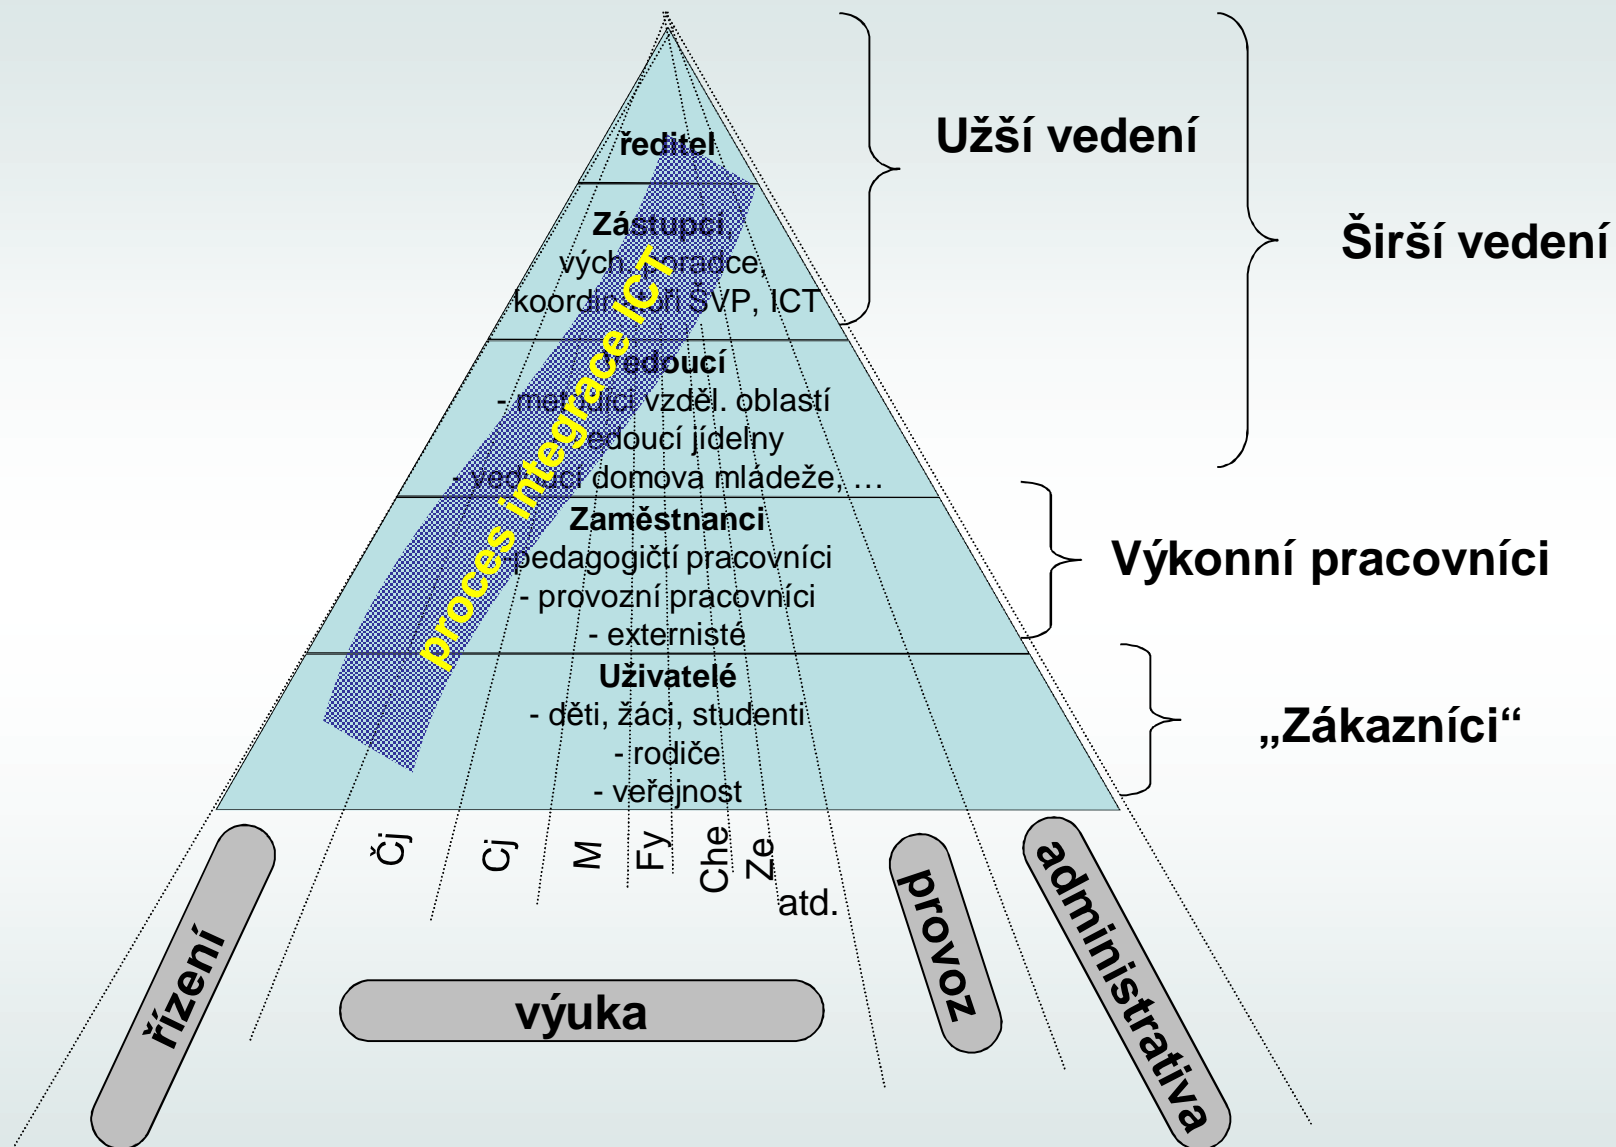 ředitel
Zástupci,
vých. poradce,
koordinátoři ŠVP, ICT
Vedoucí
- metodici vzděl. oblastí
vedoucí jídelny
- vedoucí domova mládeže, …
Zaměstnanci
-pedagogičtí pracovníci
- provozní pracovníci
- externisté
Uživatelé
- děti, žáci, studenti
- rodiče
- veřejnost
proces integrace ICT
Užší vedení
Širší vedení
Výkonní pracovníci
„Zákazníci“
Čj
Cj
M
Fy
Che
Ze
atd.
řízení
výuka
provoz
administrativa